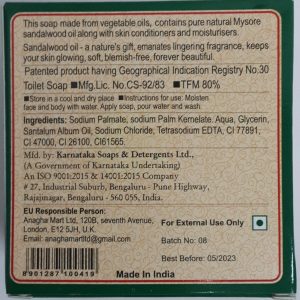 This soap made from vegetable oils, contains pure natural Mysore
sandalwood oil along with skin conditioners and moisturisers.
Sandalwood oil - a nature's gift, emanates lingering fragrance, keeps
your skin glowing, soft, blemish-free, forever beautiful.
Patented product having Geographical Indication Registry No.30
Toilet Soap ■Mfg.Lic. No.CS-92/83 ■TFM 80%
■Store in a cool and dry place ■Instructions for use: Moisten
face and body with water. Apply soap, pour water and wash.
Ingredients: Sodium Palmate, sodium Palm Kernelate, Aqua, Glycerin,
Santalum Album Oil, Sodium Chloride, Tetrasodium EDTA, CI 77891,
CI 47000, CI 26100, CI 61565.
Mfd. by: Karnataka Soaps & Detergents Ltd.,
(A Government of Karnataka Undertaking)
An ISO 9001:2015 & 14001:2015 Company
# 27, Industrial Suburb, Bengaluru - Pune Highway,
Rajajinagar, Bengaluru - 560 055, India.
EU Responsible Person:
Anagha Mart Ltd, 120B, seventh Avenue,
London, E12 5JH, U.K.
Email: anaghamartltd@gmail.com
For External Use Only
Batch No: 08
Best Before: 05/2023
8901287100419
Made In India